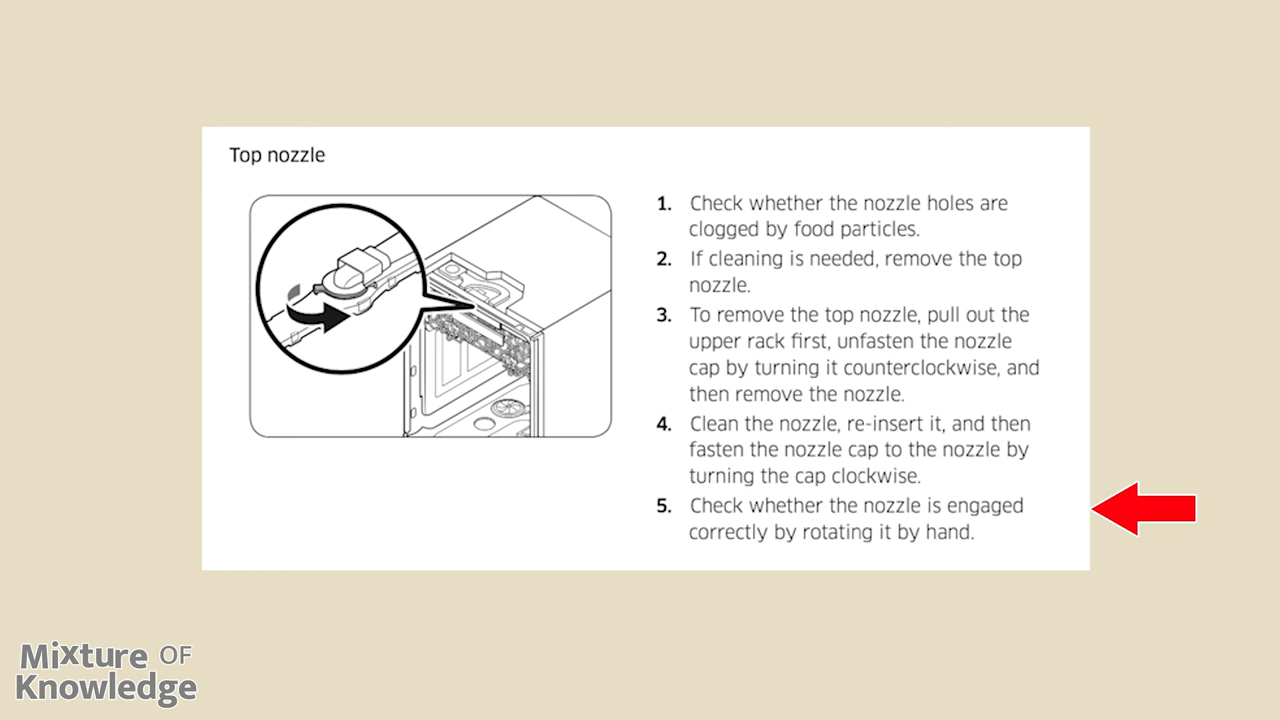 Top nozzle
1. Check whether the nozzle holes are
clogged by food particles.
2. If cleaning is needed, remove the top
nozzle.
3. To remove the top nozzle, pull out the
upper rack first, unfasten the nozzle
cap by turning it counterclockwise, and
then remove the nozzle.
4. Clean the nozzle, re-insert it, and then
fasten the nozzle cap to the nozzle by
turning the cap clockwise.
5. Check whether the nozzle is engaged
correctly by rotating it by hand.
Mixture OF
Knowledge